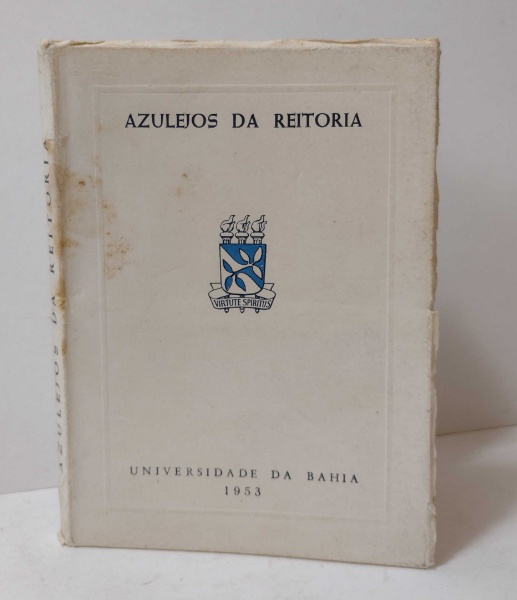 AZULEJOS DA REITORIA
VIRTUTE SPIRITUS
UNIVERSIDADE DA BAHIA
1953
AZULEJOS DA REITORIA